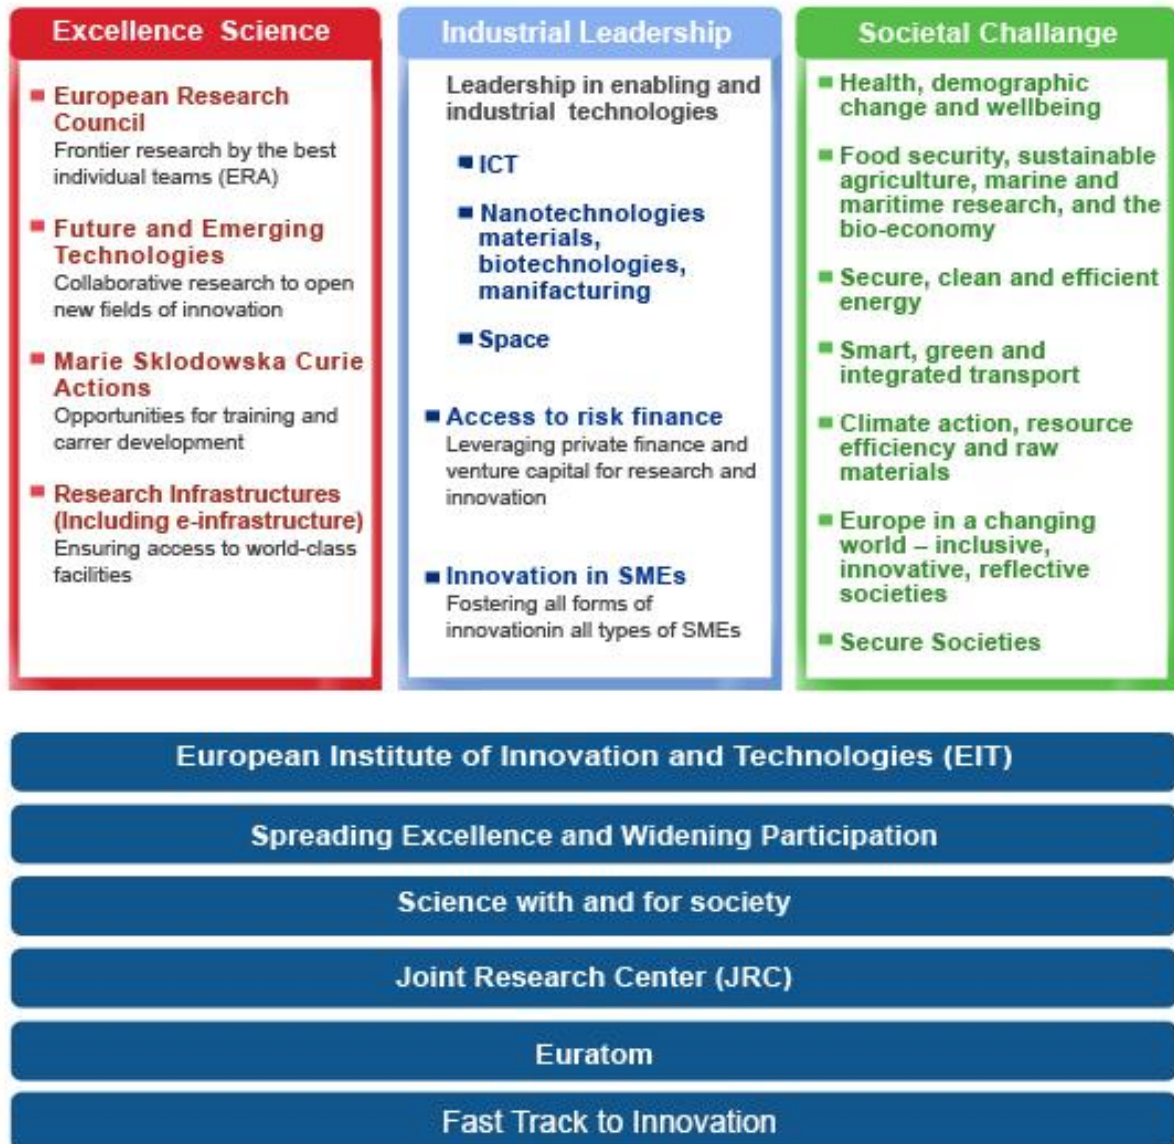 Excellence Science
European Research
Council
Frontier research by the best
individual teams (ERA)
Future and Emerging
Technologies
Collaborative research to open
new fields of innovation
Marie Sklodowska Curie
Actions
Opportunities for training and
carrer development
Research Infrastructures
(Including e-infrastructure)
Ensuring access to world-class
facilities
Industrial Leadership
Leadership in enabling and
industrial technologies
ICT
Nanotechnologies
materials,
biotechnologies,
manifacturing
Space
Access to risk finance
Leveraging private finance and
venture capital for research and
innovation
Innovation in SMEs
Fostering all forms of
innovationin all types of SMEs
Societal Challange
Health, demographic
change and wellbeing
Food security, sustainable
agriculture, marine and
maritime research, and the
bio-economy
Secure, clean and efficient
energy
Smart, green and
integrated transport
Climate action, resource
efficiency and raw
materials
Europe in a changing
world – inclusive,
innovative, reflective
societies
Secure Societies
European Institute of Innovation and Technologies (EIT)
Spreading Excellence and Widening Participation
Science with and for society
Joint Research Center (JRC)
Euratom
Fast Track to Innovation